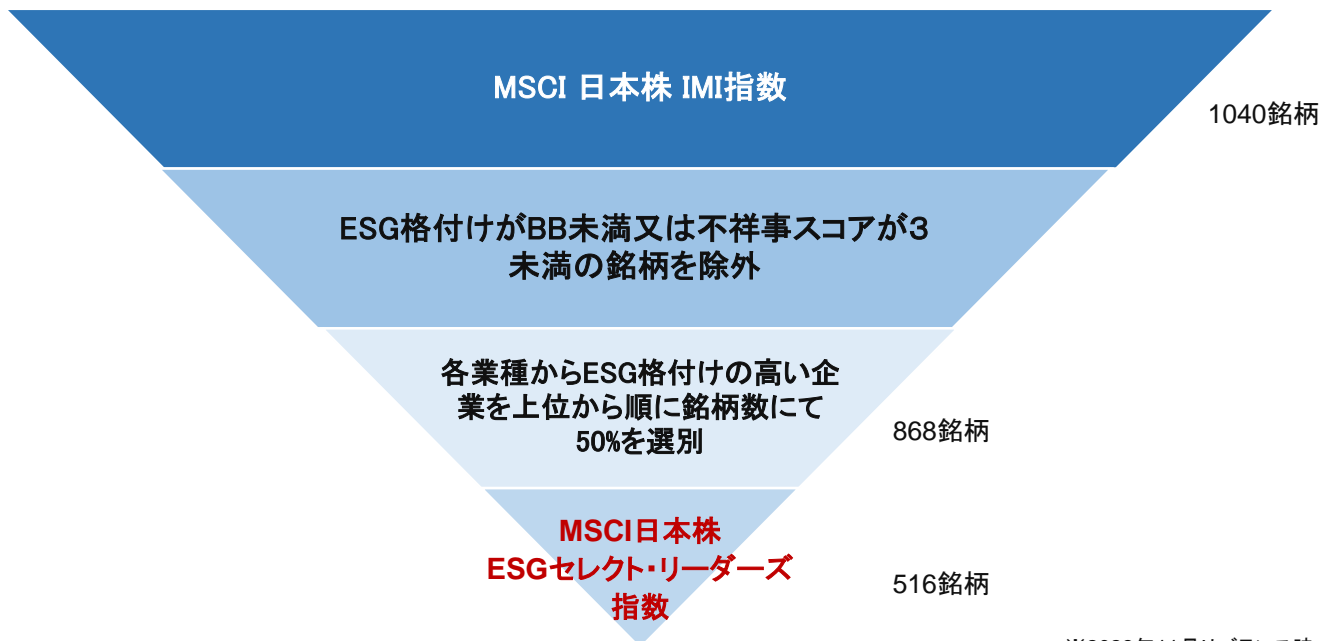 MSCI 日本株 IMI指数
1040銘柄
ESG格付けがBB未満又は不祥事スコアが3
未満の銘柄を除外
各業種からESG格付けの高い企
業を上位から順に銘柄数にて
50%を選別
868銘柄
MSCI日本株
ESGセレクト・リーダーズ
指数
516銘柄